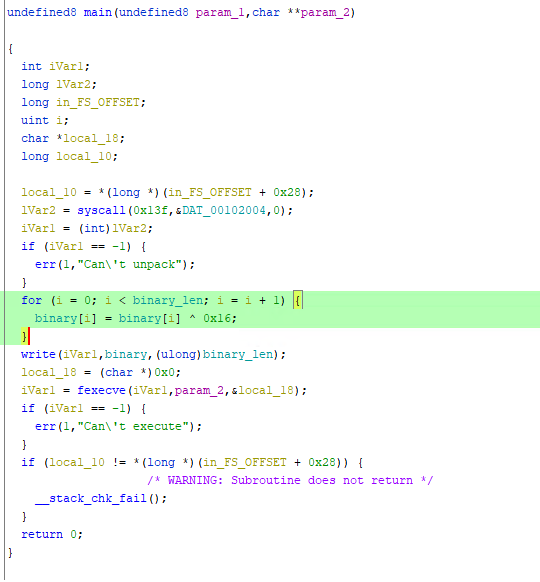 undefined8 main(undefined8 param_1,char **param_2)
{
int iVar1;
long lVar2;
long in_FS_OFFSET;
uint i;
char *local_18;
long local_10;
local_10 = *(long *)(in_FS_OFFSET + 0x28);
lVar2 = syscall(0x13f,&DAT_00102004,0);
iVar1 = (int)lVar2;
if (iVar1 == -1) {
err(1,"Can\'t unpack");
}
for (i = 0; i < binary_len; i = i + 1) {
binary[i] = binary[i] ^ 0x16;
}
write(iVar1,binary,(ulong)binary_len);
local_18 = (char *)0x0;
iVar1 = fexecve(iVar1,param_2,&local_18);
if (iVar1 == -1) {
err(1,"Can\'t execute");
}
if (local_10 != *(long *)(in_FS_OFFSET + 0x28)) {
/* WARNING: Subroutine does not return */
__stack_chk_fail();
}
return 0;
}